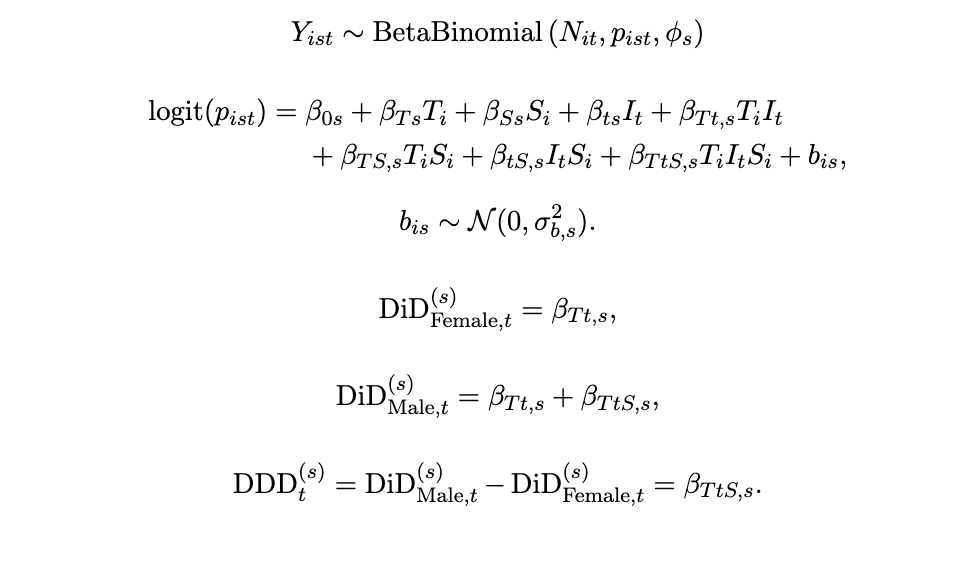 Y_{ist} ∼ BetaBinomial (N_{it}, p_{ist}, ϕ_s)
logit(p_{ist}) = β_{0s} + β_{Ts}T_i + β_{Ss}S_i + β_{ts}I_t + β_{Tt,s}T_iI_t
+ β_{TS,s}T_iS_i + β_{tS,s}I_tS_i + β_{TtS,s}T_iI_tS_i + b_{is},
b_{is} ∼ 𝒩(0, σ²_{b,s}).
DiD^{(s)}_{Female,t} = β_{Tt,s},
DiD^{(s)}_{Male,t} = β_{Tt,s} + β_{TtS,s},
DDD^{(s)}_t = DiD^{(s)}_{Male,t} − DiD^{(s)}_{Female,t} = β_{TtS,s}.